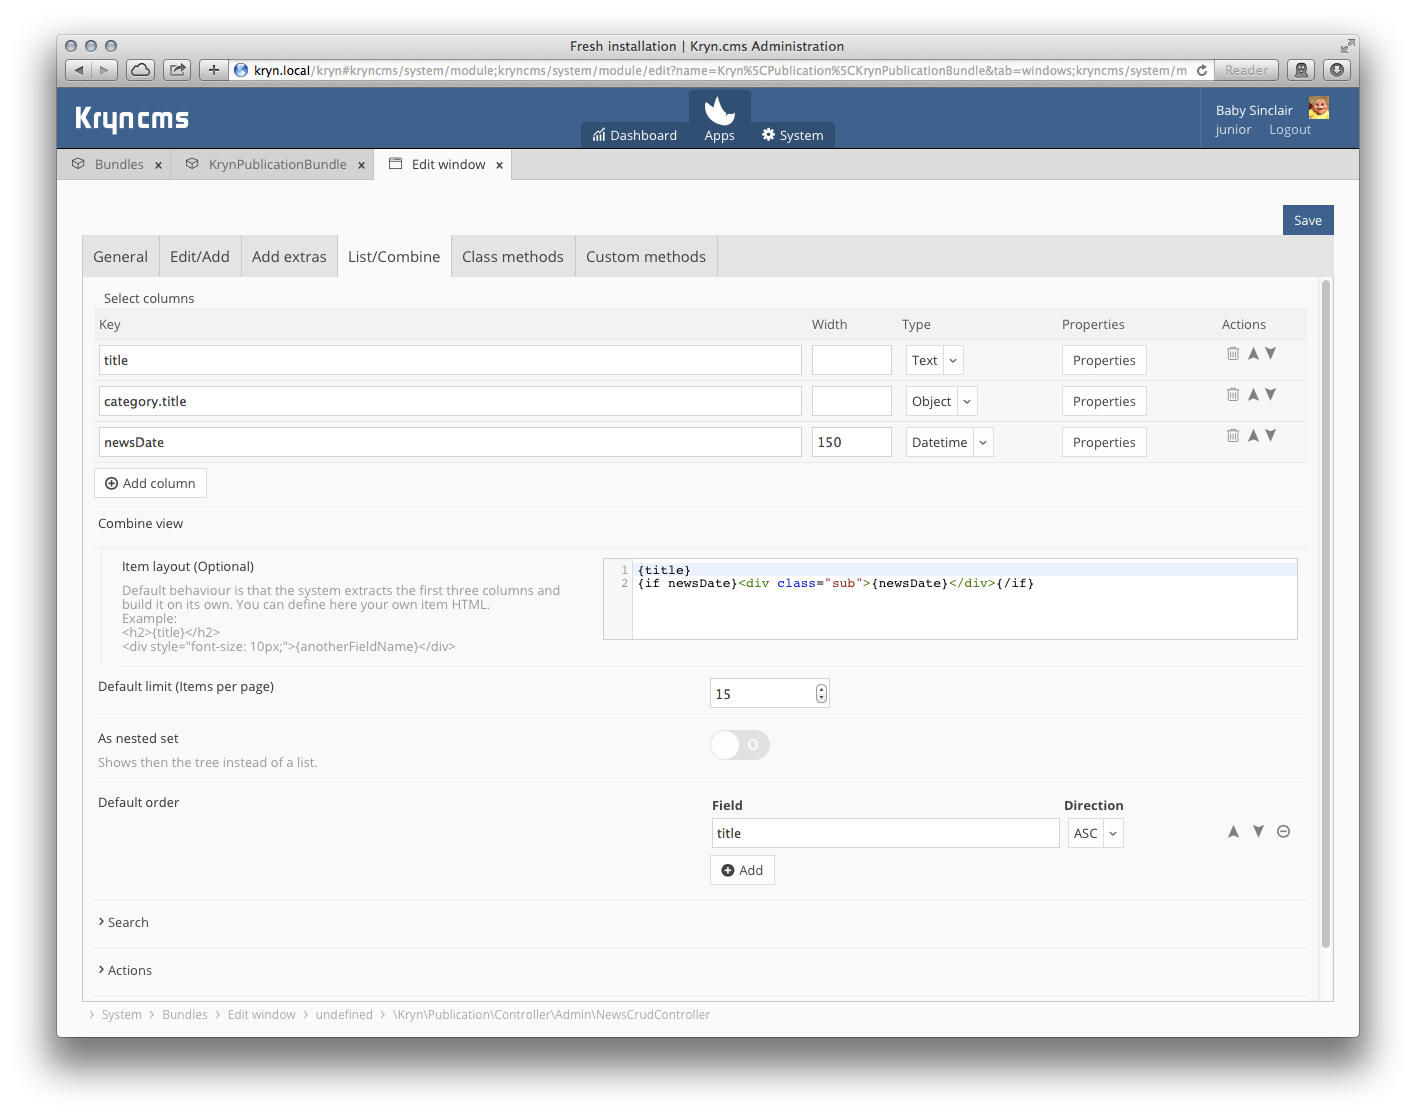 Fresh installation | Kryn.cms Administration
kryn.local/kryn#kryncms/system/module;kryncms/system/module/edit?name=Kryn%5CPublication%5CKrynPublicationBundle&tab=windows;kryncms/system/m Reader
Kryncms
Dashboard Apps System
Baby Sinclair
junior Logout
Bundles x KrynPublicationBundle x Edit window x
Save
General Edit/Add Add extras List/Combine Class methods Custom methods
Select columns
Key Width Type Properties Actions
title Text Properties
category.title Object Properties
newsDate 150 Datetime Properties
Add column
Combine view
Item layout (Optional)
Default behaviour is that the system extracts the first three columns and
build it on its own. You can define here your own item HTML.
Example:
<h2>{title}</h2>
<div style="font-size: 10px;">{anotherFieldName}</div>
1 {title}
2 {if newsDate}<div class="sub">{newsDate}</div>{/if}
Default limit (Items per page)
15
As nested set
Shows then the tree instead of a list.
Default order
Field Direction
title ASC
Add
Search
Actions
› System › Bundles › Edit window › undefined › \Kryn\Publication\Controller\Admin\NewsCrudController